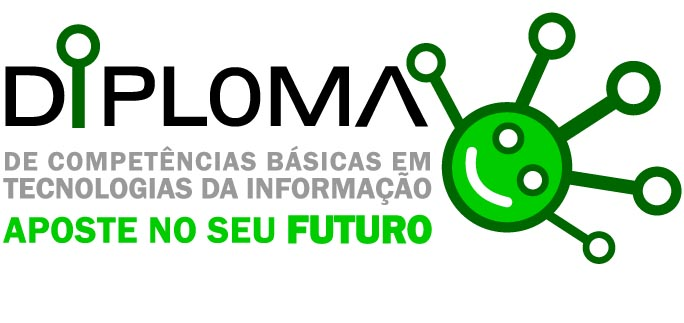 DiPLOMA
DE COMPETÊNCIAS BÁSICAS EM
TECNOLOGIAS DA INFORMAÇÃO
APOSTE NO SEU FUTURO